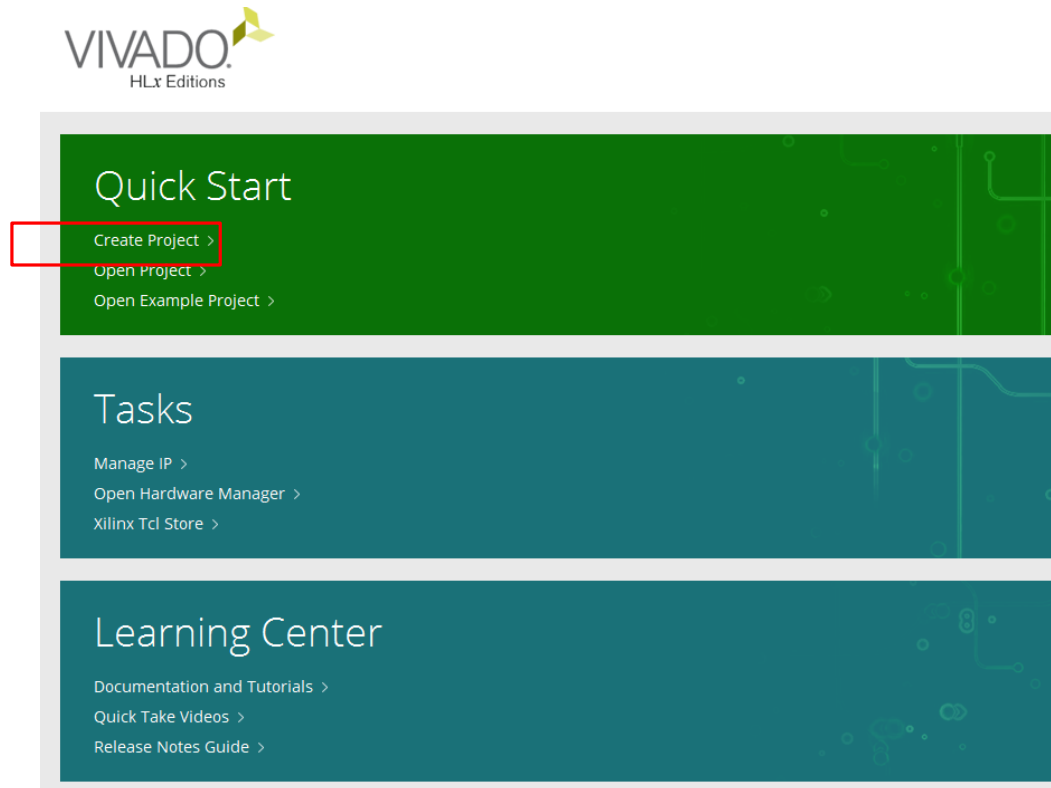 VIVADO.
HLx Editions
Quick Start
Create Project >
Open Project >
Open Example Project >
Tasks
Manage IP >
Open Hardware Manager >
Xilinx Tcl Store >
Learning Center
Documentation and Tutorials >
Quick Take Videos >
Release Notes Guide >